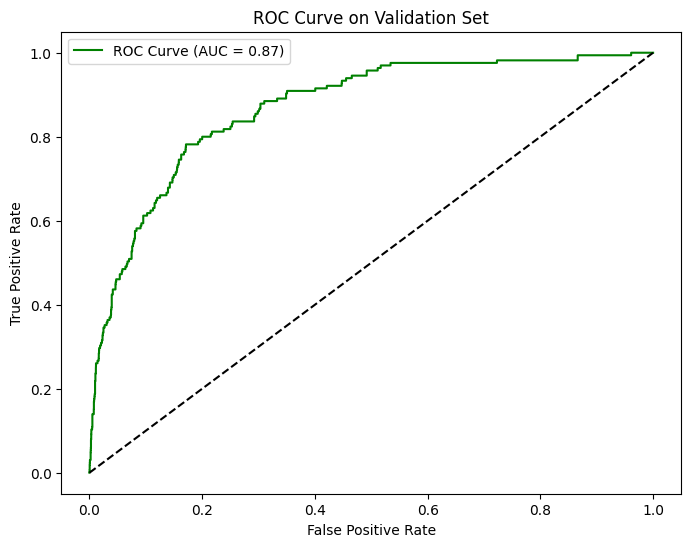 ROC Curve on Validation Set
ROC Curve (AUC = 0.87)
True Positive Rate
1.0
0.8
0.6
0.4
0.2
0.0
0.0 0.2 0.4 0.6 0.8 1.0
False Positive Rate